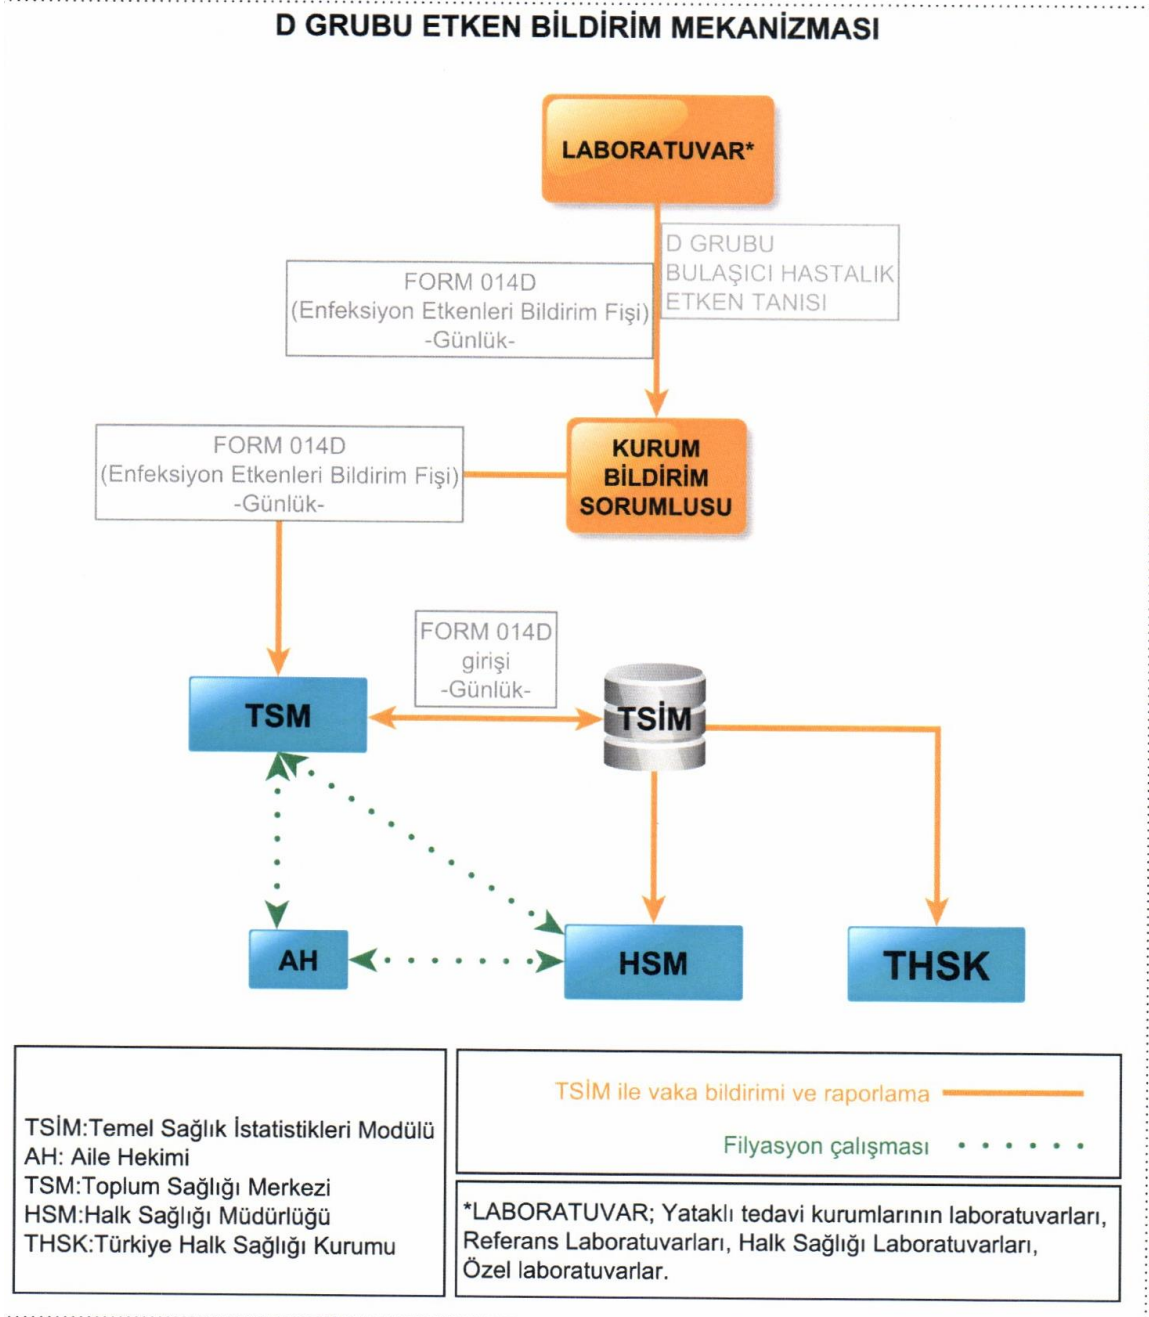 D GRUBU ETKEN BİLDİRİM MEKANİZMASI
LABORATUVAR*
D GRUBU
BULAŞICI HASTALIK
ETKEN TANISI
FORM 014D
(Enfeksiyon Etkenleri Bildirim Fişi)
-Günlük-
KURUM
BİLDİRİM
SORUMLUSU
FORM 014D
(Enfeksiyon Etkenleri Bildirim Fişi)
-Günlük-
FORM 014D
girişi
-Günlük-
TSM
TSİM
AH
HSM
THSK
TSİM:Temel Sağlık İstatistikleri Modülü
AH: Aile Hekimi
TSM:Toplum Sağlığı Merkezi
HSM:Halk Sağlığı Müdürlüğü
THSK:Türkiye Halk Sağlığı Kurumu
TSİM ile vaka bildirimi ve raporlama
Filyasyon çalışması
*LABORATUVAR; Yataklı tedavi kurumlarının laboratuvarları,
Referans Laboratuvarları, Halk Sağlığı Laboratuvarları,
Özel laboratuvarlar.